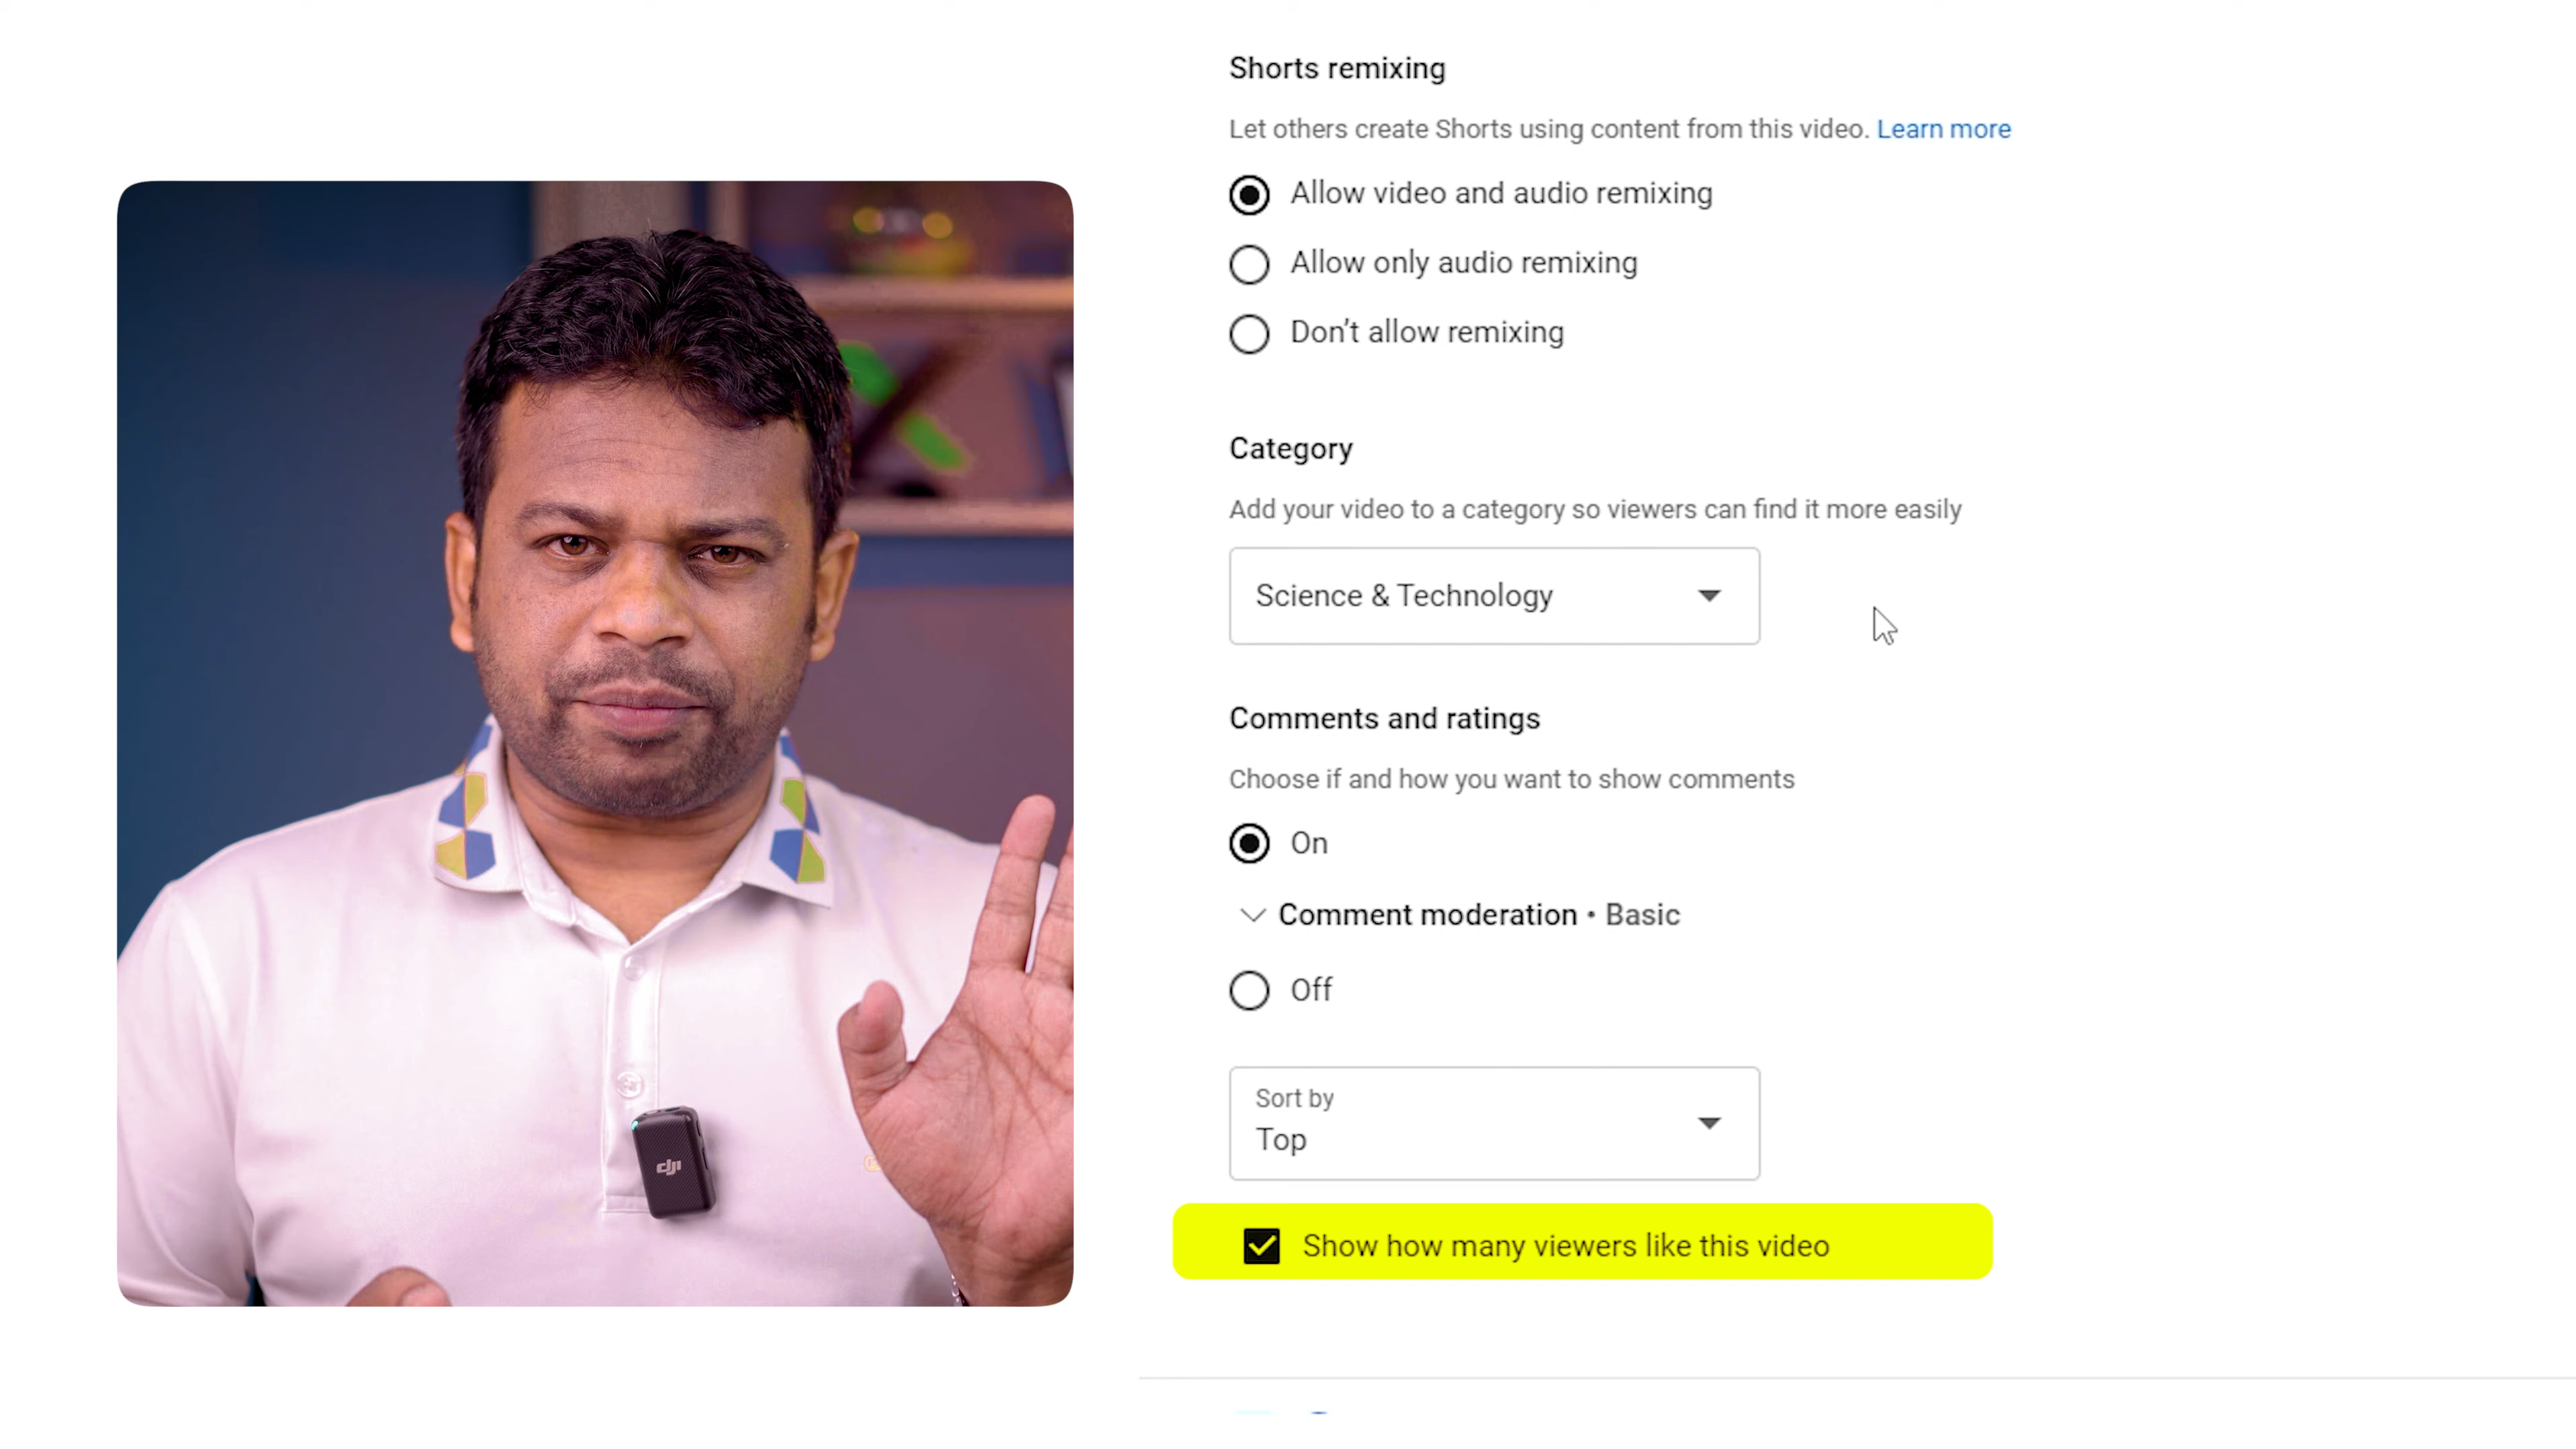 Shorts remixing
Let others create Shorts using content from this video. Learn more
Allow video and audio remixing
Allow only audio remixing
Don’t allow remixing
Category
Add your video to a category so viewers can find it more easily
Science & Technology
Comments and ratings
Choose if and how you want to show comments
On
Comment moderation • Basic
Off
Sort by
Top
Show how many viewers like this video
dji